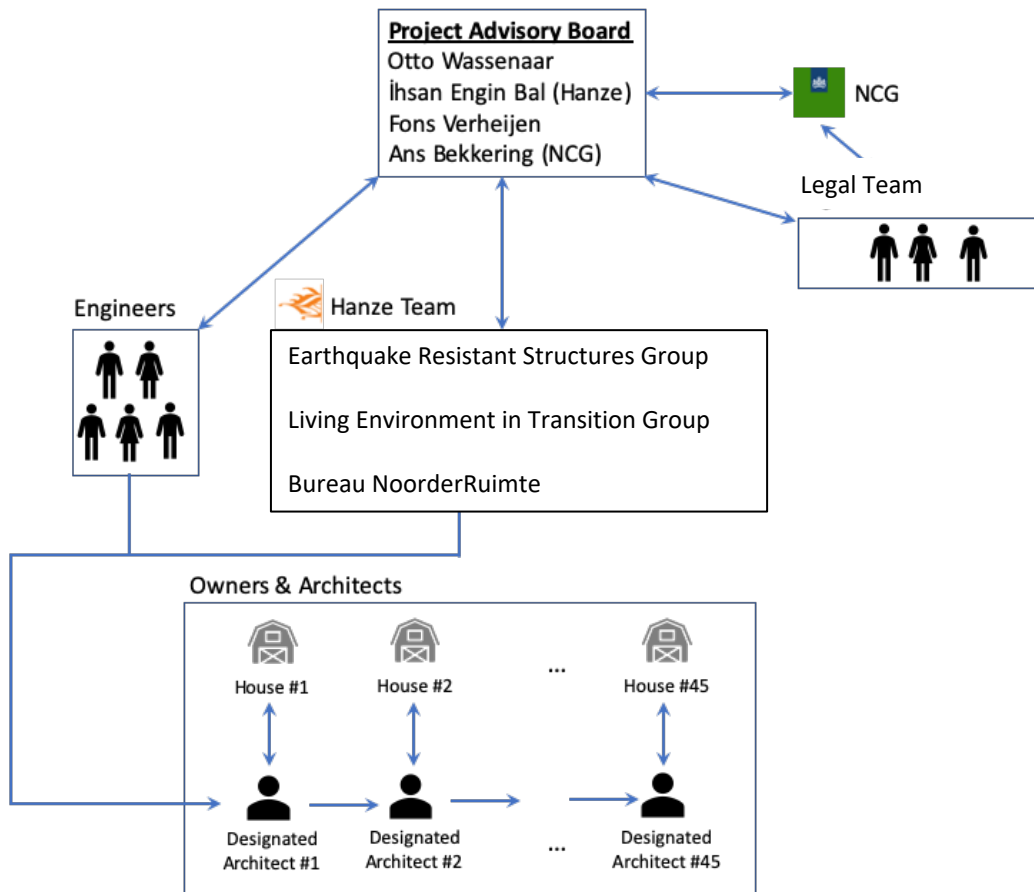 Project Advisory Board
Otto Wassenaar
İhsan Engin Bal (Hanze)
Fons Verheijen
Ans Bekkering (NCG)
NCG
Legal Team
Engineers
Hanze Team
Earthquake Resistant Structures Group
Living Environment in Transition Group
Bureau NoorderRuimte
Owners & Architects
House #1
House #2
...
House #45
Designated
Architect #1
Designated
Architect #2
...
Designated
Architect #45